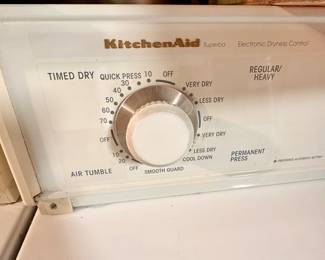 KitchenAid Superba Electronic Dryness Control
TIMED DRY
QUICK PRESS
REGULAR/
HEAVY
10
OFF
20
30
40
50
60
70
OFF
VERY DRY
LESS DRY
OFF
VERY DRY
LESS DRY
COOL DOWN
PERMANENT
PRESS
10
20
OFF
AIR TUMBLE
SMOOTH GUARD